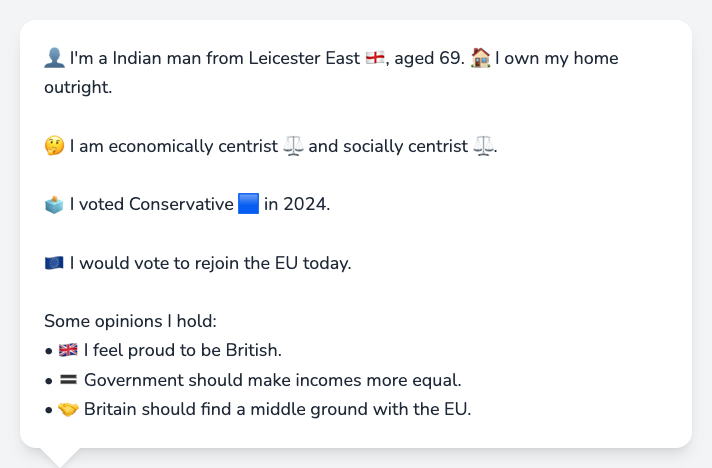 👤 I'm a Indian man from Leicester East 🏴󠁧󠁢󠁥󠁮󠁧󠁿, aged 69. 🏠 I own my home
outright.
🤔 I am economically centrist ⚖️ and socially centrist ⚖️.
🗳️ I voted Conservative 🟦 in 2024.
🇪🇺 I would vote to rejoin the EU today.
Some opinions I hold:
• 🇬🇧 I feel proud to be British.
• 🟰 Government should make incomes more equal.
• 🤝 Britain should find a middle ground with the EU.